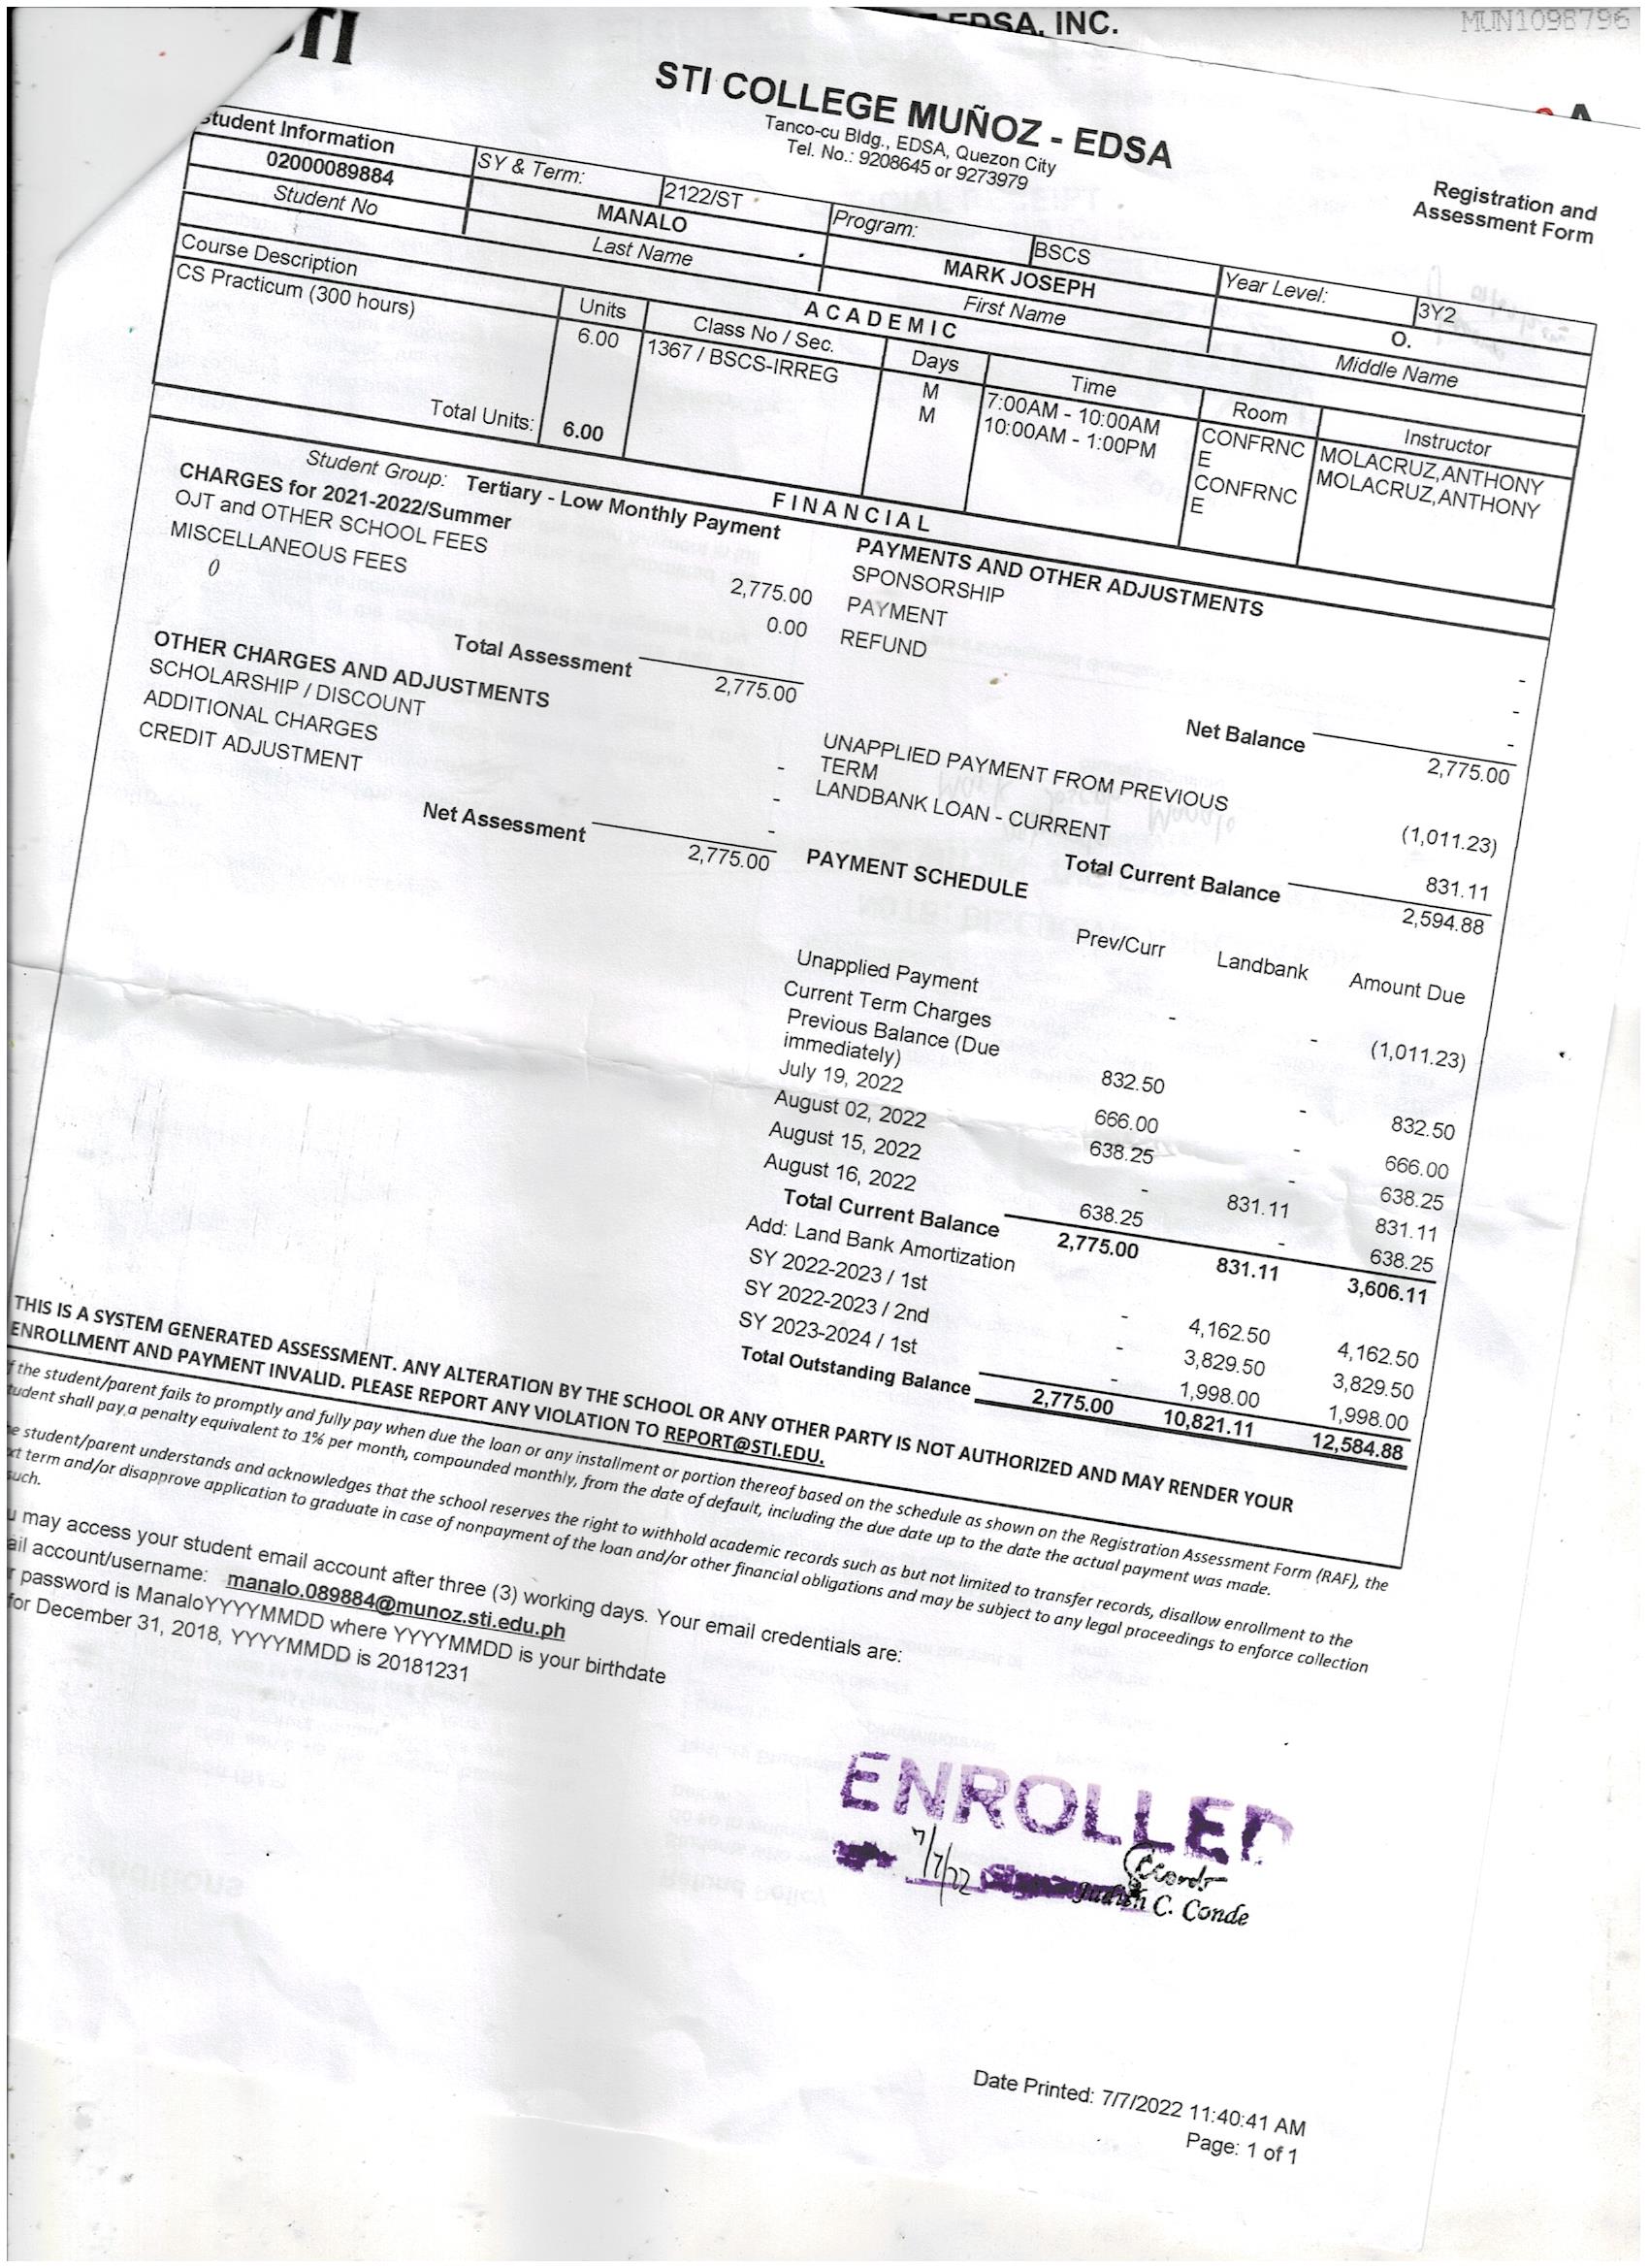 STI
EDSA, INC.
MUN1098796
STI COLLEGE MUÑOZ - EDSA
Tanco-cu Bldg., EDSA, Quezon City
Tel. No.: 9208645 or 9273979
Registration and
Assessment Form
Student Information
SY & Term: 2122/ST Program: BSCS Year Level: 3Y2
02000089884 MANALO MARK JOSEPH O.
Student No Last Name First Name Middle Name
ACADEMIC
Course Description Units Class No / Sec. Days Time Room Instructor
CS Practicum (300 hours) 6.00 1367 / BSCS-IRREG M 7:00AM - 10:00AM CONFRNC MOLACRUZ,ANTHONY
E
M 10:00AM - 1:00PM CONFRNC MOLACRUZ,ANTHONY
E
Total Units: 6.00
FINANCIAL
Student Group: Tertiary - Low Monthly Payment
CHARGES for 2021-2022/Summer
OJT and OTHER SCHOOL FEES 2,775.00
MISCELLANEOUS FEES 0.00
()
Total Assessment 2,775.00
OTHER CHARGES AND ADJUSTMENTS
SCHOLARSHIP / DISCOUNT -
ADDITIONAL CHARGES -
CREDIT ADJUSTMENT -
Net Assessment 2,775.00
PAYMENTS AND OTHER ADJUSTMENTS
SPONSORSHIP -
PAYMENT -
REFUND -
Net Balance 2,775.00
UNAPPLIED PAYMENT FROM PREVIOUS
TERM (1,011.23)
LANDBANK LOAN - CURRENT 831.11
Total Current Balance 2,594.88
PAYMENT SCHEDULE
Prev/Curr Landbank Amount Due
Unapplied Payment - - (1,011.23)
Current Term Charges
Previous Balance (Due
immediately) 832.50 - 832.50
July 19, 2022 666.00 - 666.00
August 02, 2022 638.25 - 638.25
August 15, 2022 - 831.11 831.11
August 16, 2022 638.25 - 638.25
Total Current Balance 2,775.00 831.11 3,606.11
Add: Land Bank Amortization
SY 2022-2023 / 1st - 4,162.50 4,162.50
SY 2022-2023 / 2nd - 3,829.50 3,829.50
SY 2023-2024 / 1st - 1,998.00 1,998.00
Total Outstanding Balance 2,775.00 10,821.11 12,584.88
THIS IS A SYSTEM GENERATED ASSESSMENT. ANY ALTERATION BY THE SCHOOL OR ANY OTHER PARTY IS NOT AUTHORIZED AND MAY RENDER YOUR
ENROLLMENT AND PAYMENT INVALID. PLEASE REPORT ANY VIOLATION TO REPORT@STI.EDU.
f the student/parent fails to promptly and fully pay when due the loan or any installment or portion thereof based on the schedule as shown on the Registration Assessment Form (RAF), the
tudent shall pay a penalty equivalent to 1% per month, compounded monthly, from the date of default, including the due date up to the date the actual payment was made.
e student/parent understands and acknowledges that the school reserves the right to withhold academic records such as but not limited to transfer records, disallow enrollment to the
xt term and/or disapprove application to graduate in case of nonpayment of the loan and/or other financial obligations and may be subject to any legal proceedings to enforce collection
such.
u may access your student email account after three (3) working days. Your email credentials are:
ail account/username: manalo.089884@munoz.sti.edu.ph
r password is ManaloYYYYMMDD where YYYYMMDD is your birthdate
for December 31, 2018, YYYYMMDD is 20181231
ENROLLED
7/7/22
Judith C. Conde
Date Printed: 7/7/2022 11:40:41 AM
Page: 1 of 1